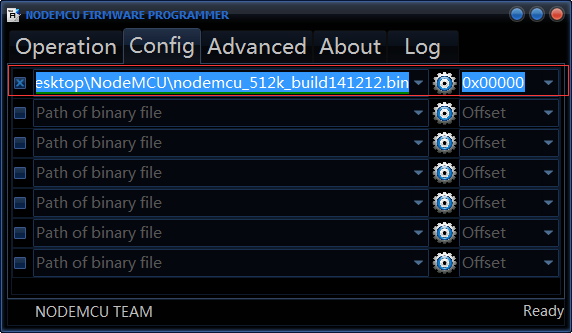 NODEMCU FIRMWARE PROGRAMMER
Operation Config Advanced About Log
esktop\NodeMCU\nodemcu_512k_build141212.bin 0x00000
Path of binary file Offset
Path of binary file Offset
Path of binary file Offset
Path of binary file Offset
Path of binary file Offset
Path of binary file Offset
NODEMCU TEAM Ready